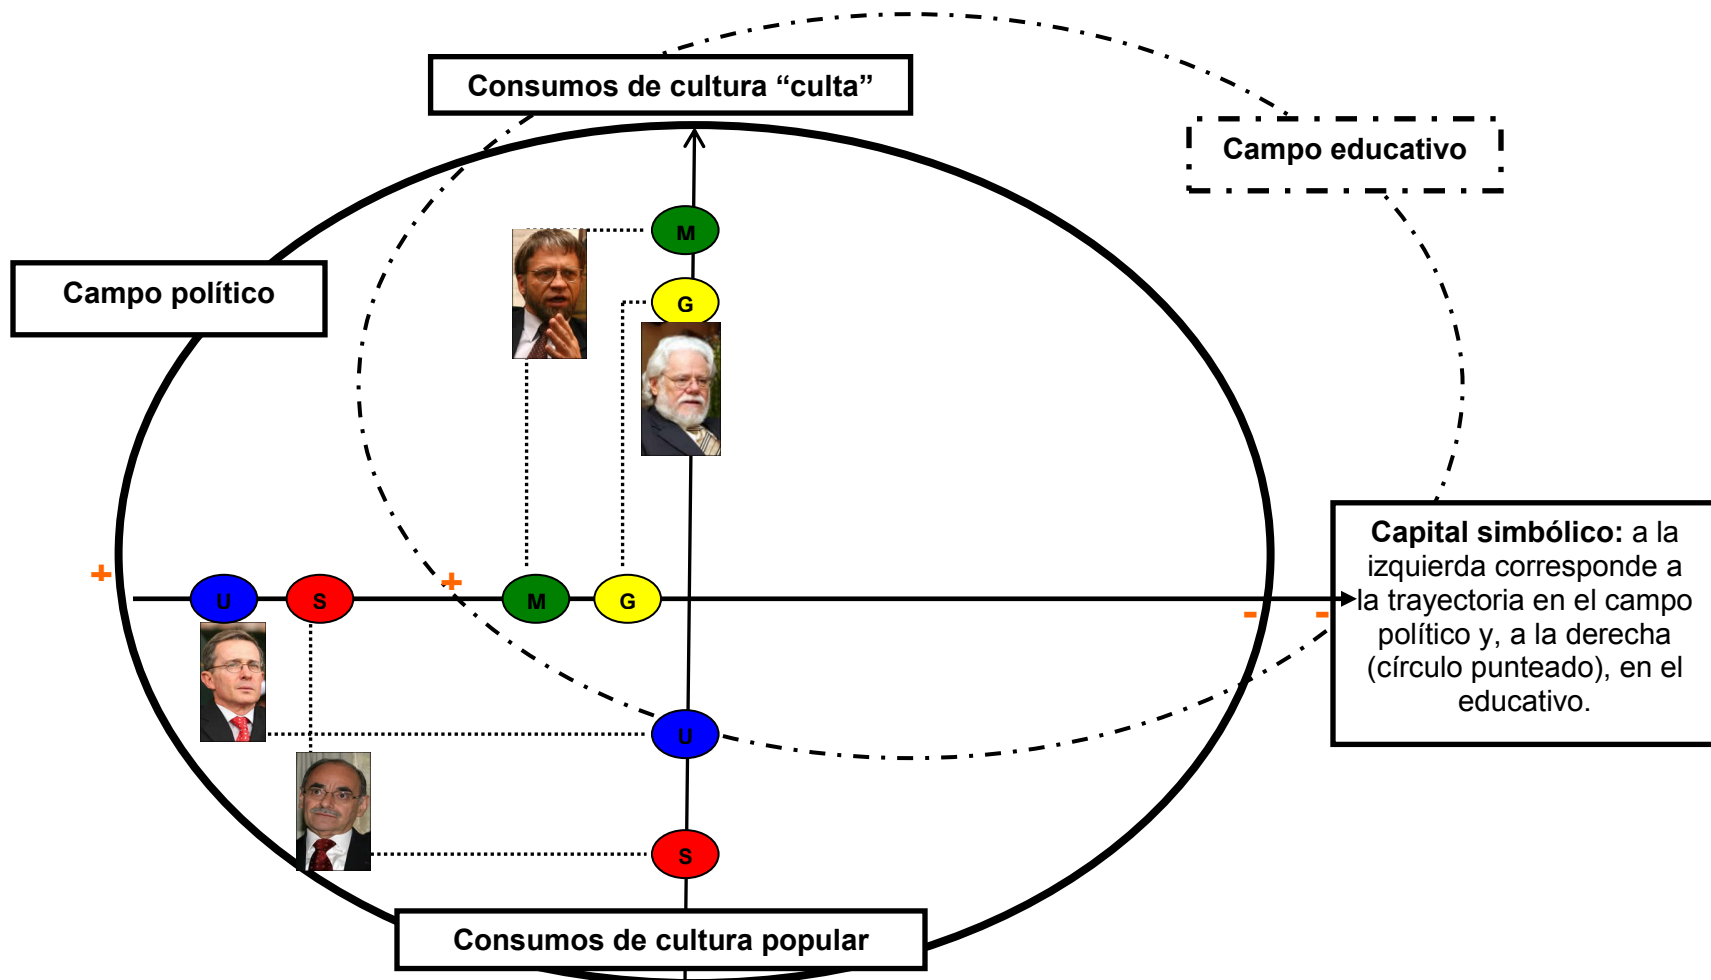 Consumos de cultura “culta”
Campo educativo
M
Campo político
G
Capital simbólico: a la
izquierda corresponde a
la trayectoria en el campo
político y, a la derecha
(círculo punteado), en el
educativo.
+
+
U
S
M
G
-
-
U
S
Consumos de cultura popular